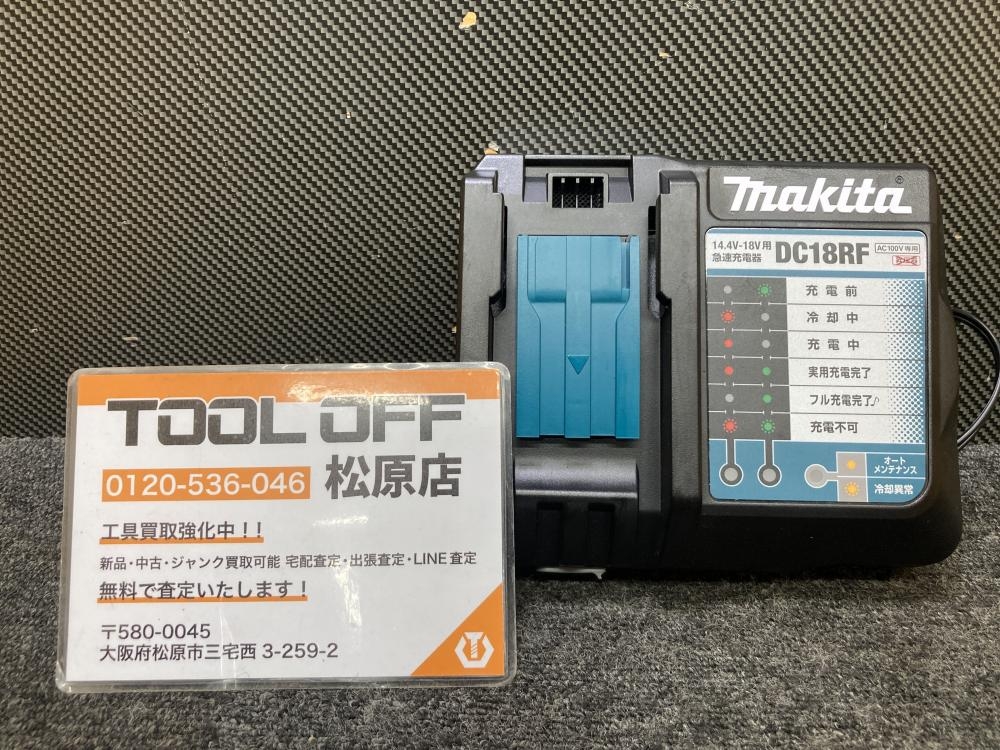 TOOL OFF
0120-536-046 松原店
工具買取強化中！！
新品・中古・ジャンク買取可能 宅配査定・出張査定・LINE査定
無料で査定いたします！
〒580-0045
大阪府松原市三宅西 3-259-2
makita®
14.4V-18V用
急速充電器
DC18RF
AC100V専用
充電前
冷却中
充電中
実用充電完了
フル充電完了♪
充電不可
オート
メンテナンス
冷却異常